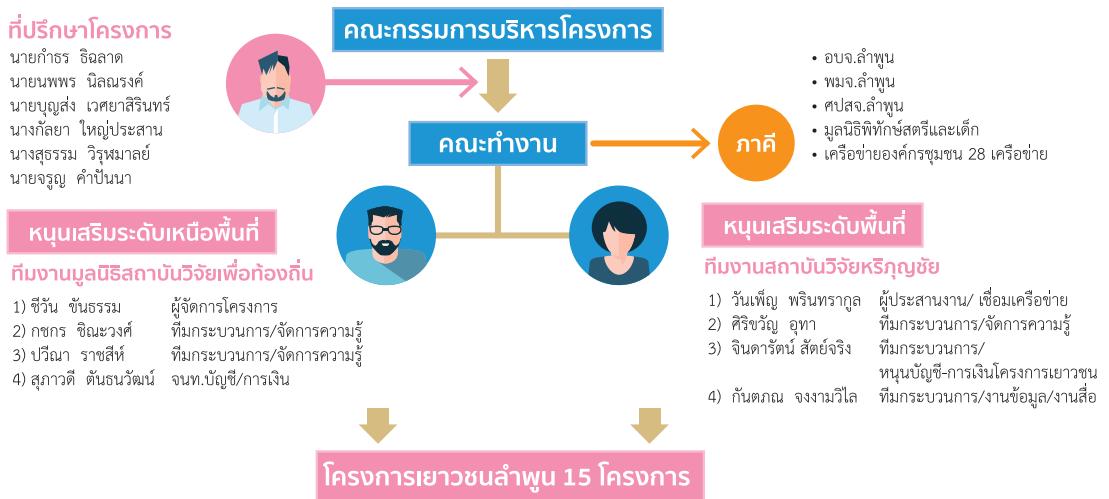 คณะกรรมการบริหารโครงการ
ที่ปรึกษาโครงการ
นายกำธร ธิฉลาด
นายนพพร นิลณรงค์
นายบุญส่ง เวศยาสิรินทร์
นางกัลยา ใหญ่ประสาน
นางสุธรรม วิรุฬมาลย์
นายจรูญ คำปันนา
คณะทำงาน
ภาคี
• อบจ.ลำพูน
• พมจ.ลำพูน
• ศปสจ.ลำพูน
• มูลนิธิพิทักษ์สตรีและเด็ก
• เครือข่ายองค์กรชุมชน 28 เครือข่าย
หนุนเสริมระดับเหนือพื้นที่
ทีมงานมูลนิธิสถาบันวิจัยเพื่อท้องถิ่น
1) ชีวัน ขันธรรม ผู้จัดการโครงการ
2) กชกร ชิณะวงศ์ ทีมกระบวนการ/จัดการความรู้
3) ปวีณา ราชสีห์ ทีมกระบวนการ/จัดการความรู้
4) สุภาวดี ตันธนวัฒน์ จนท.บัญชี/การเงิน
หนุนเสริมระดับพื้นที่
ทีมงานสถาบันวิจัยหริภุญชัย
1) วันเพ็ญ พรินทรากูล ผู้ประสานงาน/ เชื่อมเครือข่าย
2) ศิริขวัญ อุทา ทีมกระบวนการ/จัดการความรู้
3) จินดารัตน์ สัตย์จริง ทีมกระบวนการ/
หนุนบัญชี-การเงินโครงการเยาวชน
4) กันตภณ จงงามวิไล ทีมกระบวนการ/งานข้อมูล/งานสื่อ
โครงการเยาวชนลำพูน 15 โครงการ